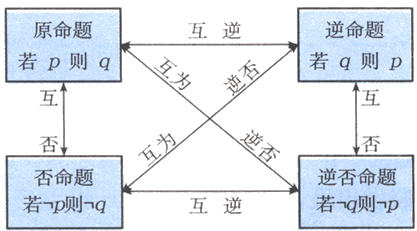 原命题
若 p 则 q
互 逆
逆命题
若 q 则 p
互为
逆否
互
否
互
否
互为
逆否
否命题
若¬p则¬q
互 逆
逆否命题
若¬q则¬p